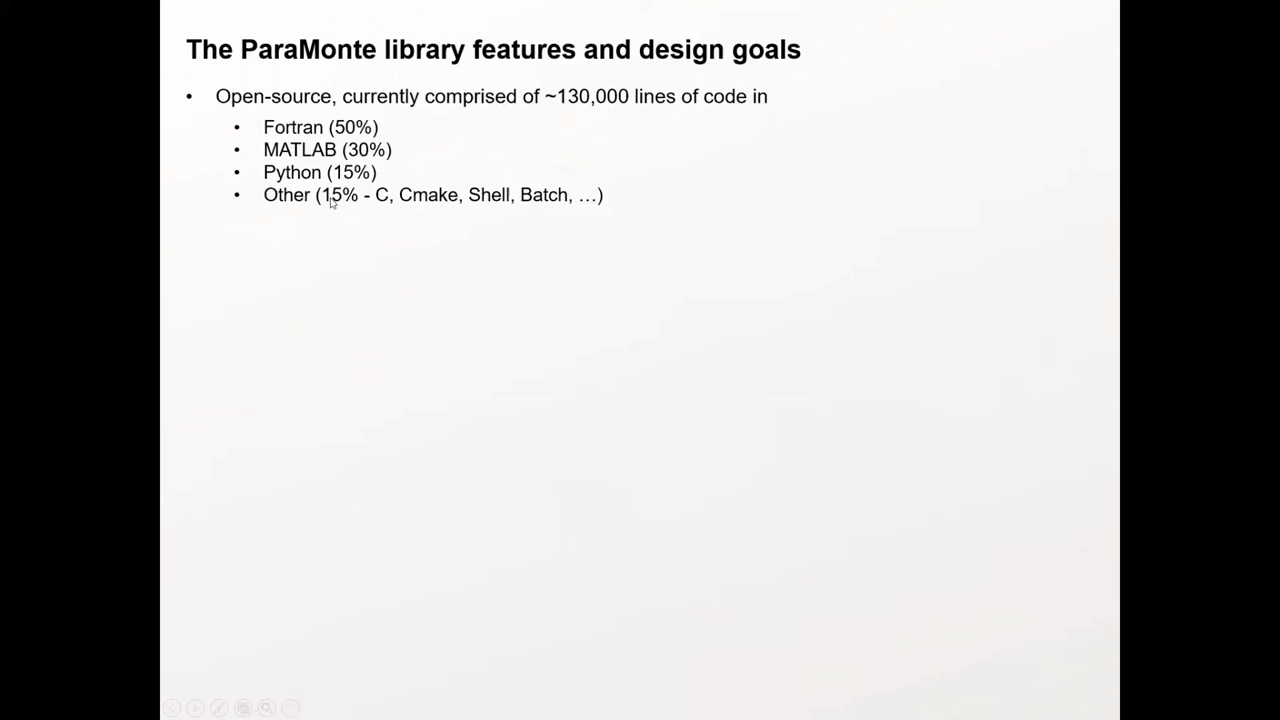 The ParaMonte library features and design goals
• Open-source, currently comprised of ~130,000 lines of code in
• Fortran (50%)
• MATLAB (30%)
• Python (15%)
• Other (15% - C, Cmake, Shell, Batch, …)